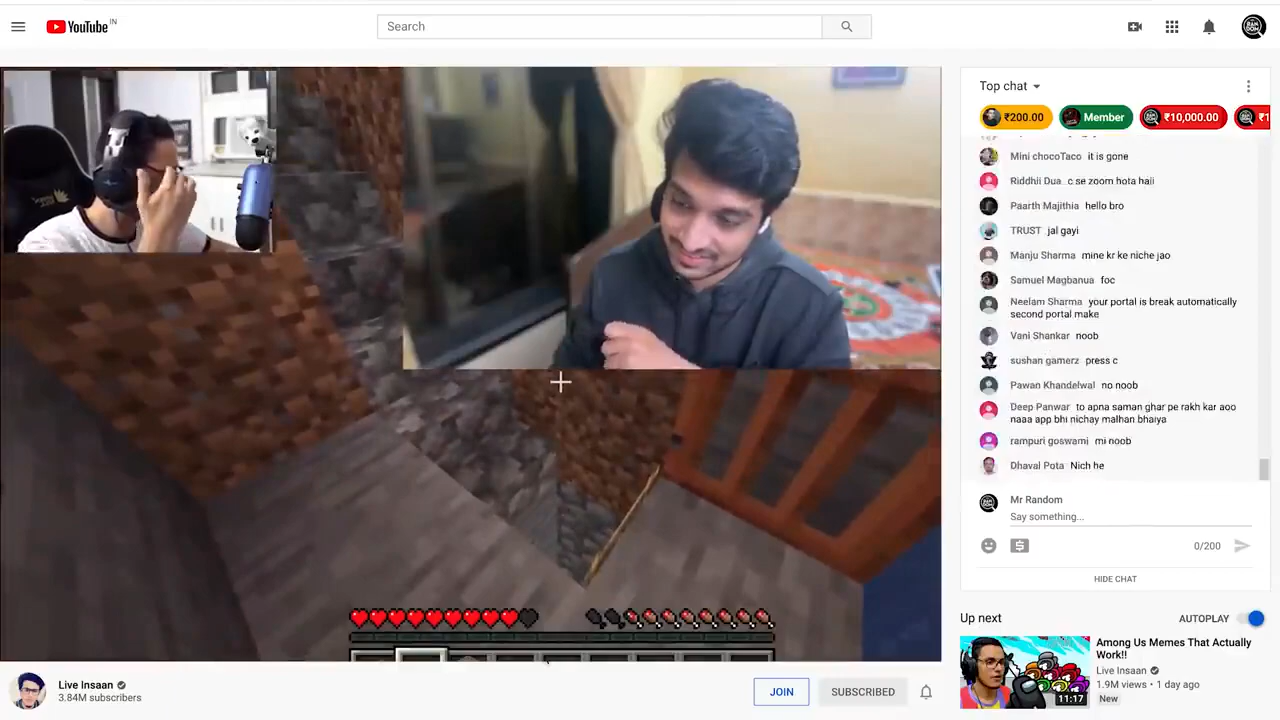 YouTube IN
Search
Top chat
₹200.00
Member
₹10,000.00
₹1
Mini chocoTaco it is gone
Riddhii Dua c se zoom hota haii
Paarth Majithia hello bro
TRUST jal gayi
Manju Sharma mine kr ke niche jao
Samuel Magbanua foc
Neelam Sharma your portal is break automatically
second portal make
Vani Shankar noob
sushan gamerz press c
Pawan Khandelwal no noob
Deep Panwar to apna saman ghar pe rakh kar aoo
naaa app bhi nichay malhan bhaiya
rampuri goswami mi noob
Dhaval Pota Nich he
Mr Random
Say something...
0/200
HIDE CHAT
Up next
AUTOPLAY
Among Us Memes That Actually
Work!!
Live Insaan
1.9M views • 1 day ago
New
11:17
Live Insaan
3.84M subscribers
JOIN
SUBSCRIBED